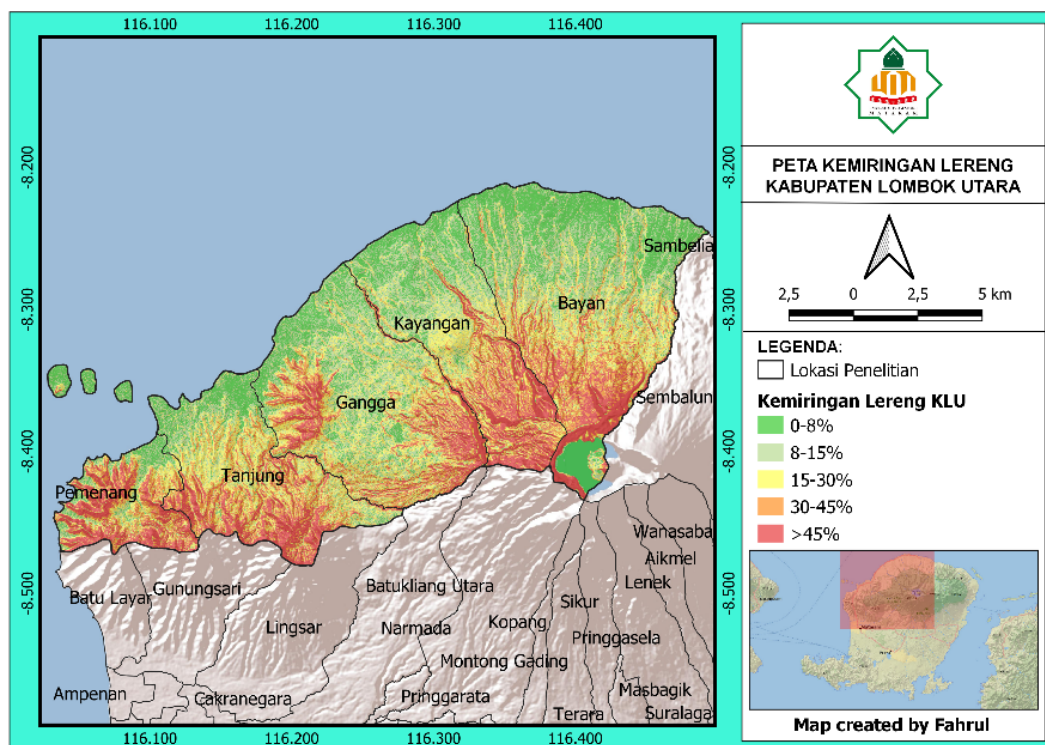 116.100 116.200 116.300 116.400
-8.200 -8.200
-8.300 -8.300
-8.400 -8.400
-8.500 -8.500
Sambelia
Bayan
Kayangan
Sembalun
Gangga
Tanjung
Pemenang
Wanasaba
Aikmel
Batukliang Utara
Gunungsari
Lenek
Batu Layar
Sikur
Kopang
Lingsar
Narmada
Pringgasela
Montong Gading
Ampenan
Cakranegara
Pringgarata
Masbagik
Terara
Suralaga
116.100 116.200 116.300 116.400
PETA KEMIRINGAN LERENG
KABUPATEN LOMBOK UTARA
2,5 0 2,5 5 km
LEGENDA:
Lokasi Penelitian
Kemiringan Lereng KLU
0-8%
8-15%
15-30%
30-45%
>45%
Map created by Fahrul